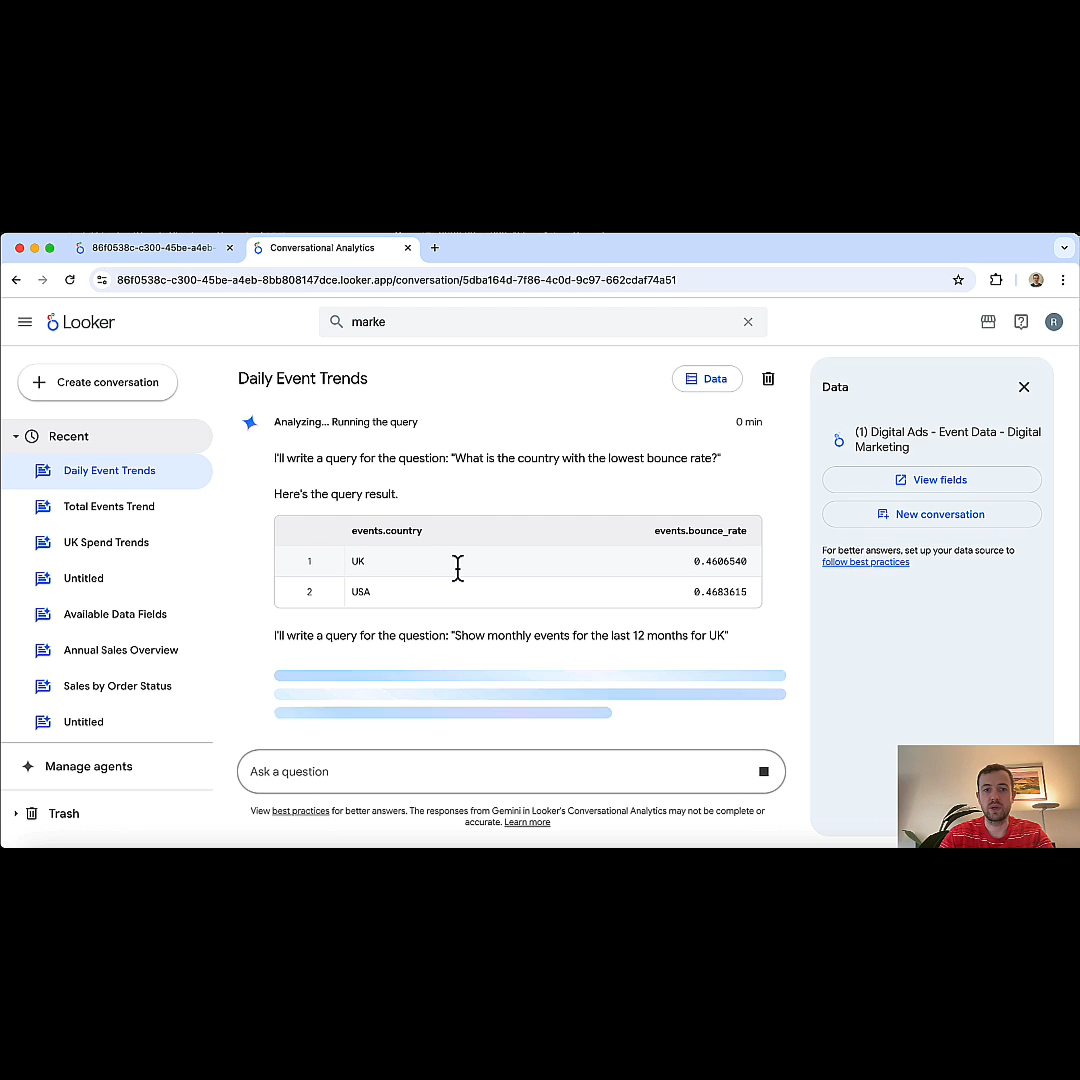 86f0538c-c300-45be-a4eb-
Conversational Analytics
86f0538c-c300-45be-a4eb-8bb808147dce.looker.app/conversation/5dba164d-7f86-4c0d-9c97-662cdaf74a51
Looker
marke
R
Create conversation
Recent
Daily Event Trends
Total Events Trend
UK Spend Trends
Untitled
Available Data Fields
Annual Sales Overview
Sales by Order Status
Untitled
Manage agents
Trash
Daily Event Trends
Data
Analyzing... Running the query
0 min
I'll write a query for the question: "What is the country with the lowest bounce rate?"
Here's the query result.
events.country events.bounce_rate
1 UK 0.4606540
2 USA 0.4683615
I'll write a query for the question: "Show monthly events for the last 12 months for UK"
Ask a question
View best practices for better answers. The responses from Gemini in Looker's Conversational Analytics may not be complete or
accurate. Learn more
Data
(1) Digital Ads - Event Data - Digital
Marketing
View fields
New conversation
For better answers, set up your data source to
follow best practices